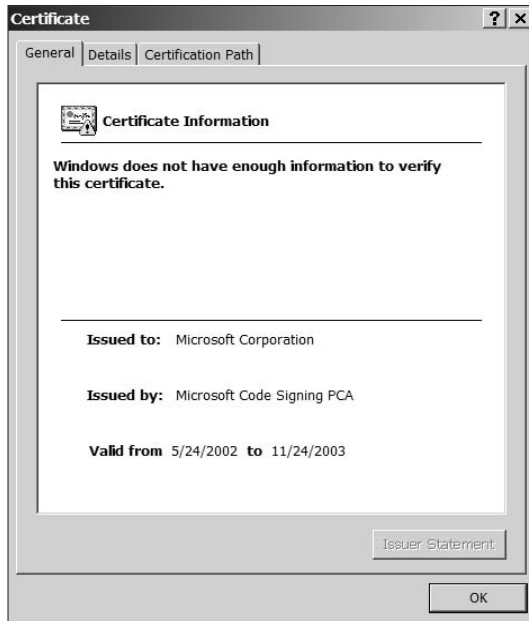 Certificate
? ×
General Details Certification Path
Certificate Information
Windows does not have enough information to verify
this certificate.
Issued to: Microsoft Corporation
Issued by: Microsoft Code Signing PCA
Valid from 5/24/2002 to 11/24/2003
Issuer Statement
OK